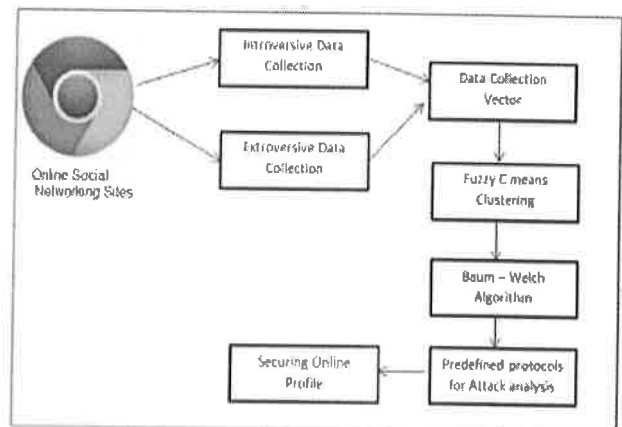 Introversive Data
Collection
Data Collection
Vector
Extroversive Data
Collection
Online Social
Networking Sites
Fuzzy C means
Clustering
Baum – Welch
Algorithm
Securing Online
Profile
Predefined protocols
for Attack analysis